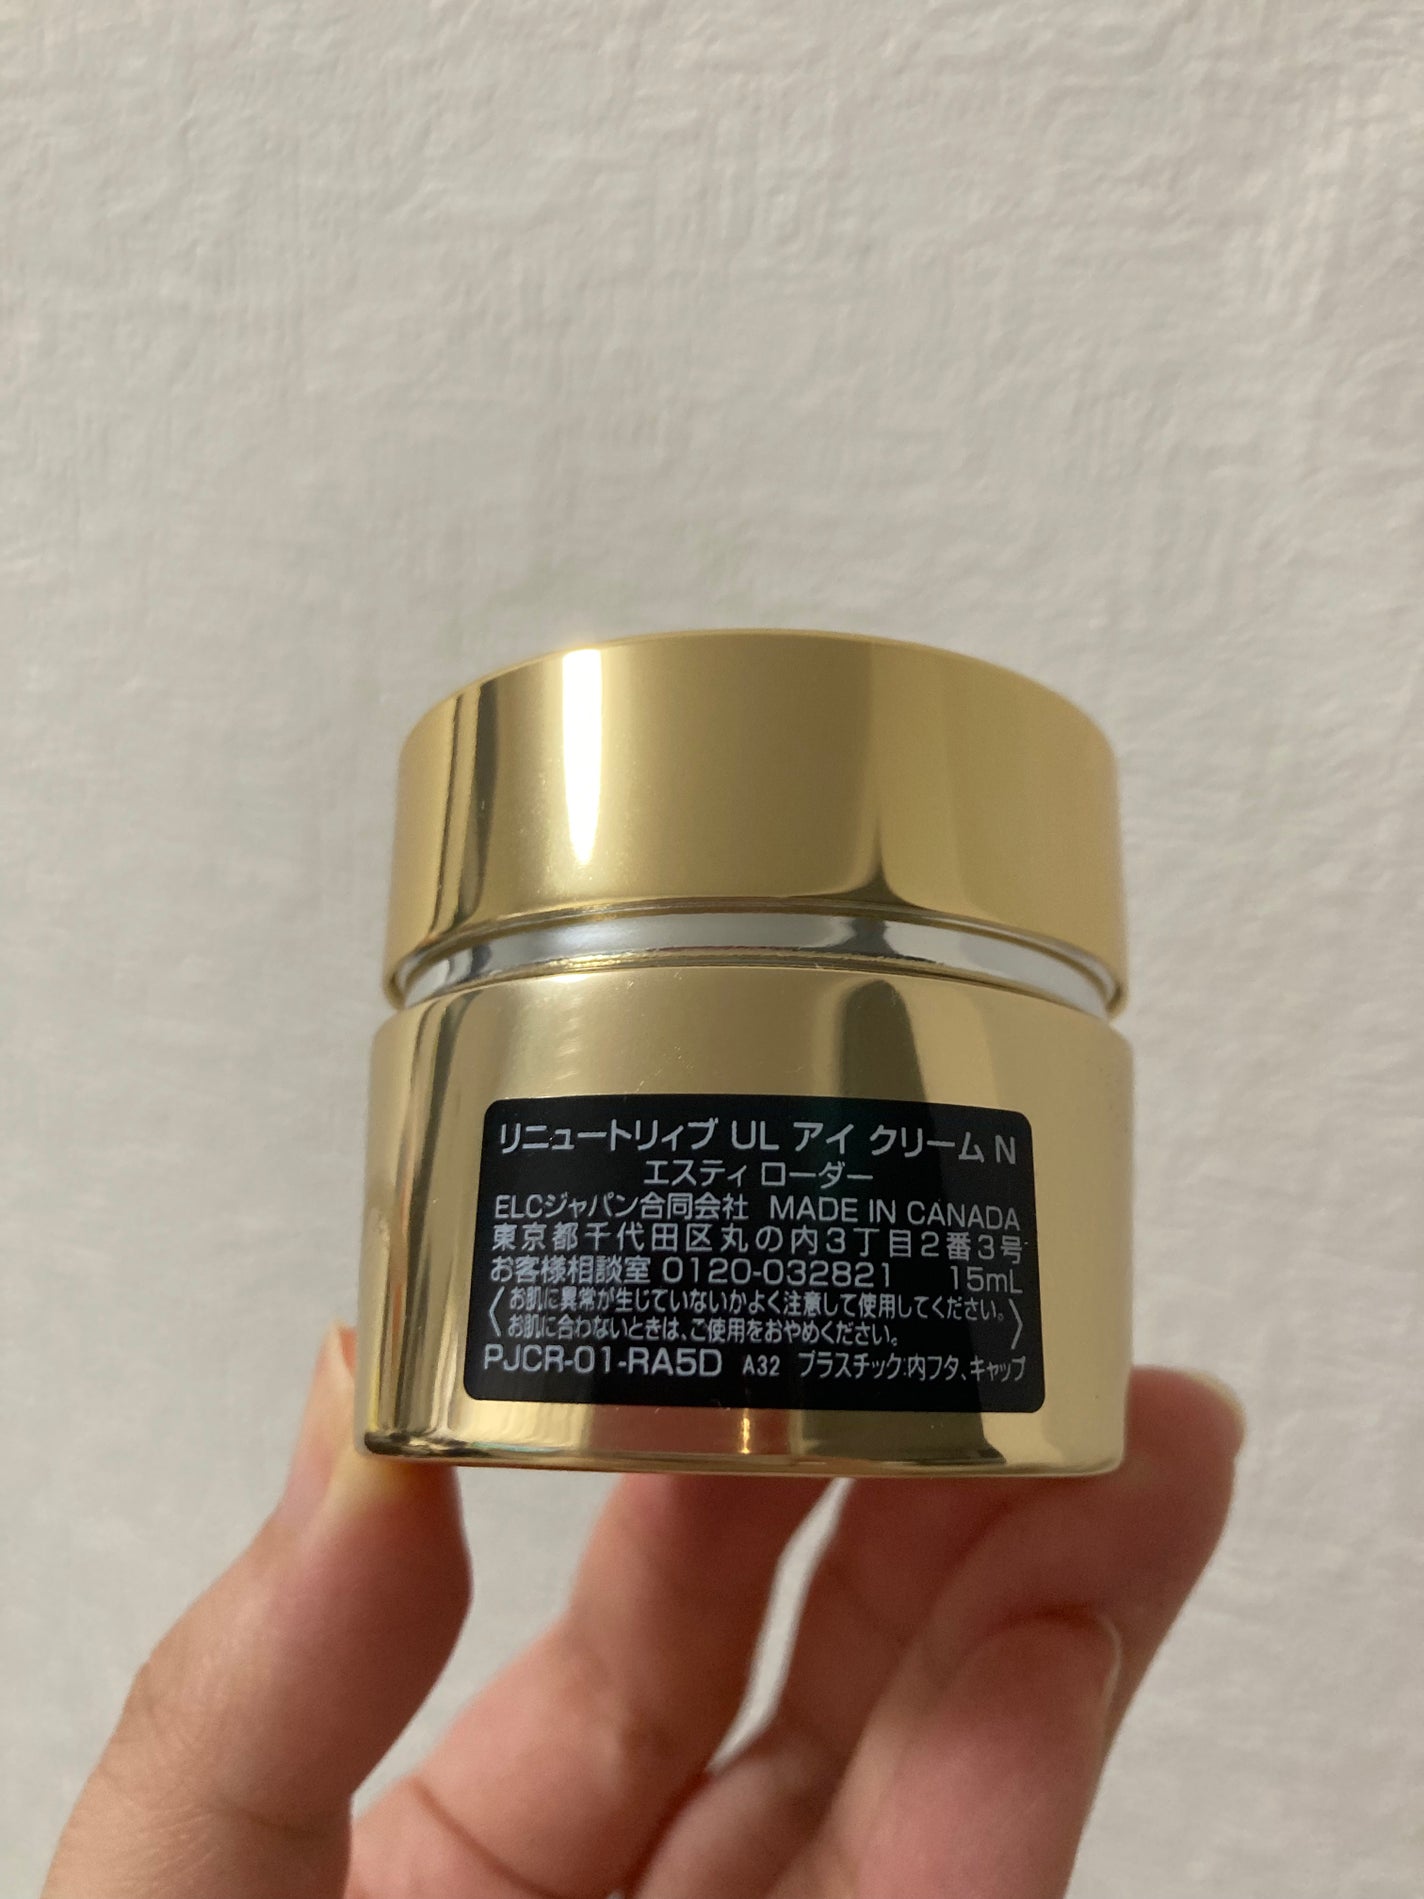 リニュートリィブ UL アイ クリーム N
エスティ ローダー
ELCジャパン合同会社 MADE IN CANADA
東京都千代田区丸の内3丁目2番3号
お客様相談室 0120-032821 15mL
〈お肌に異常が生じていないかよく注意して使用してください。
お肌に合わないときは、ご使用をおやめください。〉
PJCR-01-RA5D A32 プラスチック:内フタ、キャップ